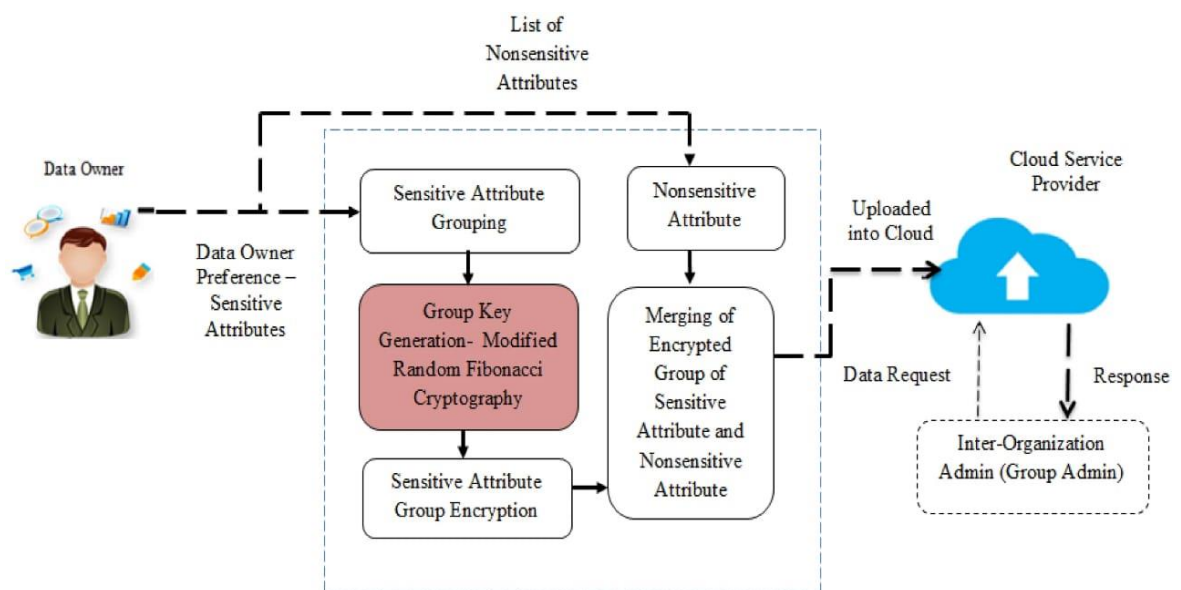 List of
Nonsensitive
Attributes
Data Owner
Data Owner
Preference –
Sensitive
Attributes
Sensitive Attribute
Grouping
Group Key
Generation- Modified
Random Fibonacci
Cryptography
Sensitive Attribute
Group Encryption
Nonsensitive
Attribute
Merging of
Encrypted
Group of
Sensitive
Attribute and
Nonsensitive
Attribute
Uploaded
into Cloud
Cloud Service
Provider
Data Request
Response
Inter-Organization
Admin (Group Admin)